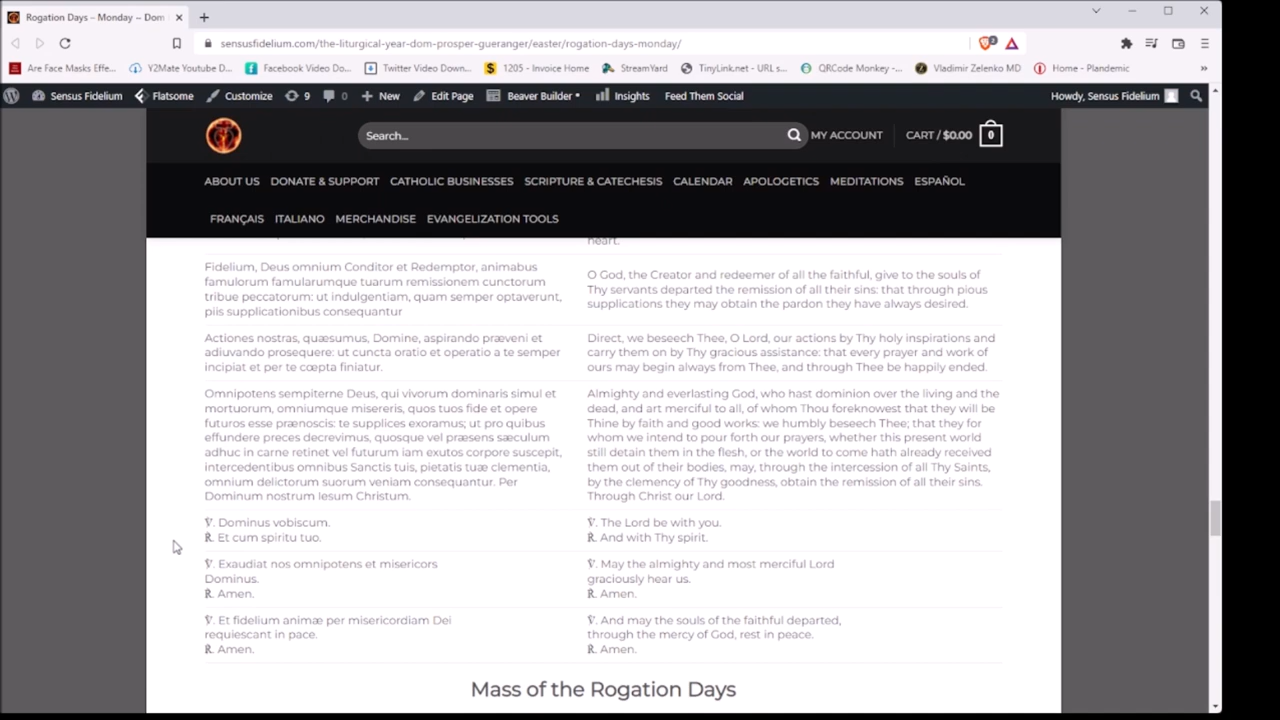 Rogation Days – Monday – Dom
sensusfidelium.com/the-liturgical-year-dom-prosper-gueranger/easter/rogation-days-monday/
Are Face Masks Effe... Y2Mate Youtube D... Facebook Video Do... Twitter Video Down... 1205 - Invoice Home StreamYard TinyLink.net - URL s... QRCode Monkey -... Vladimir Zelenko MD Home - Plandemic »
Sensus Fidelium Flatsome Customize 9 0 New Edit Page Beaver Builder Insights Feed Them Social Howdy, Sensus Fidelium
Search... MY ACCOUNT CART / $0.00 0
ABOUT US DONATE & SUPPORT CATHOLIC BUSINESSES SCRIPTURE & CATECHESIS CALENDAR APOLOGETICS MEDITATIONS ESPAÑOL
FRANÇAIS ITALIANO MERCHANDISE EVANGELIZATION TOOLS
heart.
Fidelium, Deus omnium Conditor et Redemptor, animabus
famulorum famularumque tuarum remissionem cunctorum
tribue peccatorum: ut indulgentiam, quam semper optaverunt,
piis supplicationibus consequantur
O God, the Creator and redeemer of all the faithful, give to the souls of
Thy servants departed the remission of all their sins: that through pious
supplications they may obtain the pardon they have always desired.
Actiones nostras, quæsumus, Domine, aspirando præveni et
adiuvando prosequere: ut cuncta oratio et operatio a te semper
incipiat et per te cœpta finiatur.
Direct, we beseech Thee, O Lord, our actions by Thy holy inspirations and
carry them on by Thy gracious assistance: that every prayer and work of
ours may begin always from Thee, and through Thee be happily ended.
Omnipotens sempiterne Deus, qui vivorum dominaris simul et
mortuorum, omniumque misereris, quos tuos fide et opere
futuros esse prænoscis: te supplices exoramus; ut pro quibus
effundere preces decrevimus, quosque vel præsens sæculum
adhuc in carne retinet vel futurum iam exutos corpore suscepit,
intercedentibus omnibus Sanctis tuis, pietatis tuæ clementia,
omnium delictorum suorum veniam consequantur. Per
Dominum nostrum Iesum Christum.
Almighty and everlasting God, who hast dominion over the living and the
dead, and art merciful to all, of whom Thou foreknowest that they will be
Thine by faith and good works: we humbly beseech Thee; that they for
whom we intend to pour forth our prayers, whether this present world
still detain them in the flesh, or the world to come hath already received
them out of their bodies, may, through the intercession of all Thy Saints,
by the clemency of Thy goodness, obtain the remission of all their sins.
Through Christ our Lord.
℣. Dominus vobiscum.
℟. Et cum spiritu tuo.
℣. The Lord be with you.
℟. And with Thy spirit.
℣. Exaudiat nos omnipotens et misericors
Dominus.
℟. Amen.
℣. May the almighty and most merciful Lord
graciously hear us.
℟. Amen.
℣. Et fidelium animæ per misericordiam Dei
requiescant in pace.
℟. Amen.
℣. And may the souls of the faithful departed,
through the mercy of God, rest in peace.
℟. Amen.
Mass of the Rogation Days